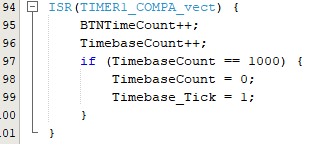 94 ISR(TIMER1_COMPA_vect) {
95 BTNTimeCount++;
96 TimebaseCount++;
97 if (TimebaseCount == 1000) {
98 TimebaseCount = 0;
99 Timebase_Tick = 1;
00 }
01 }